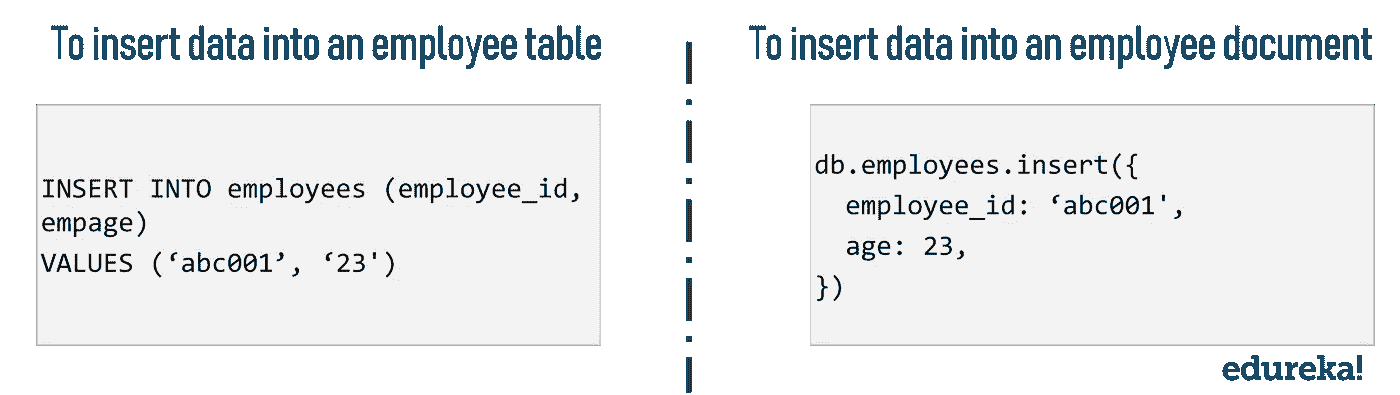 To insert data into an employee table
INSERT INTO employees (employee_id,
empage)
VALUES (‘abc001’, ‘23')
To insert data into an employee document
db.employees.insert({
  employee_id: ‘abc001',
  age: 23,
})
edureka!